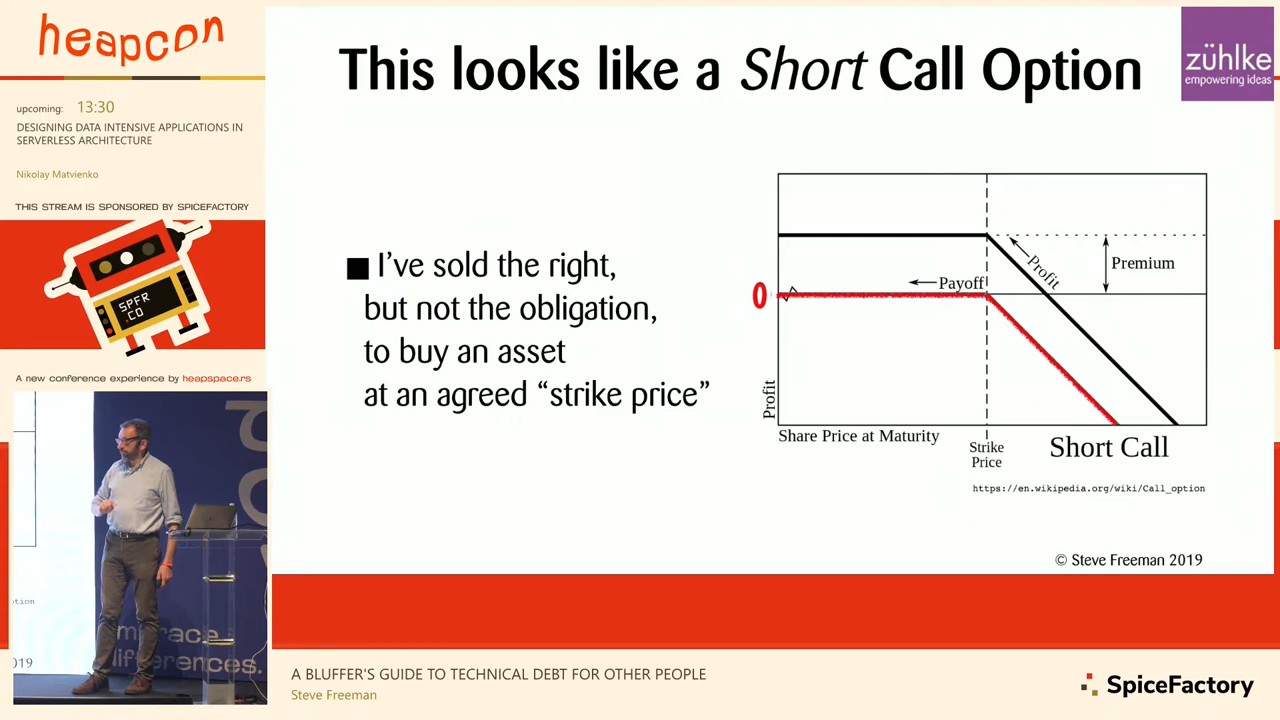 heapcon
upcoming: 13:30
DESIGNING DATA INTENSIVE APPLICATIONS IN
SERVERLESS ARCHITECTURE
Nikolay Matvienko
THIS STREAM IS SPONSORED BY SPICEFACTORY
SPFR
.CO
A new conference experience by heapspace.rs
This looks like a Short Call Option
zühlke
empowering ideas
■ I've sold the right,
but not the obligation,
to buy an asset
at an agreed “strike price”
Profit
Premium
Payoff
0
Profit
Share Price at Maturity
Strike
Price
Short Call
https://en.wikipedia.org/wiki/Call_option
© Steve Freeman 2019
tion
019
differences.
A BLUFFER'S GUIDE TO TECHNICAL DEBT FOR OTHER PEOPLE
Steve Freeman
SpiceFactory